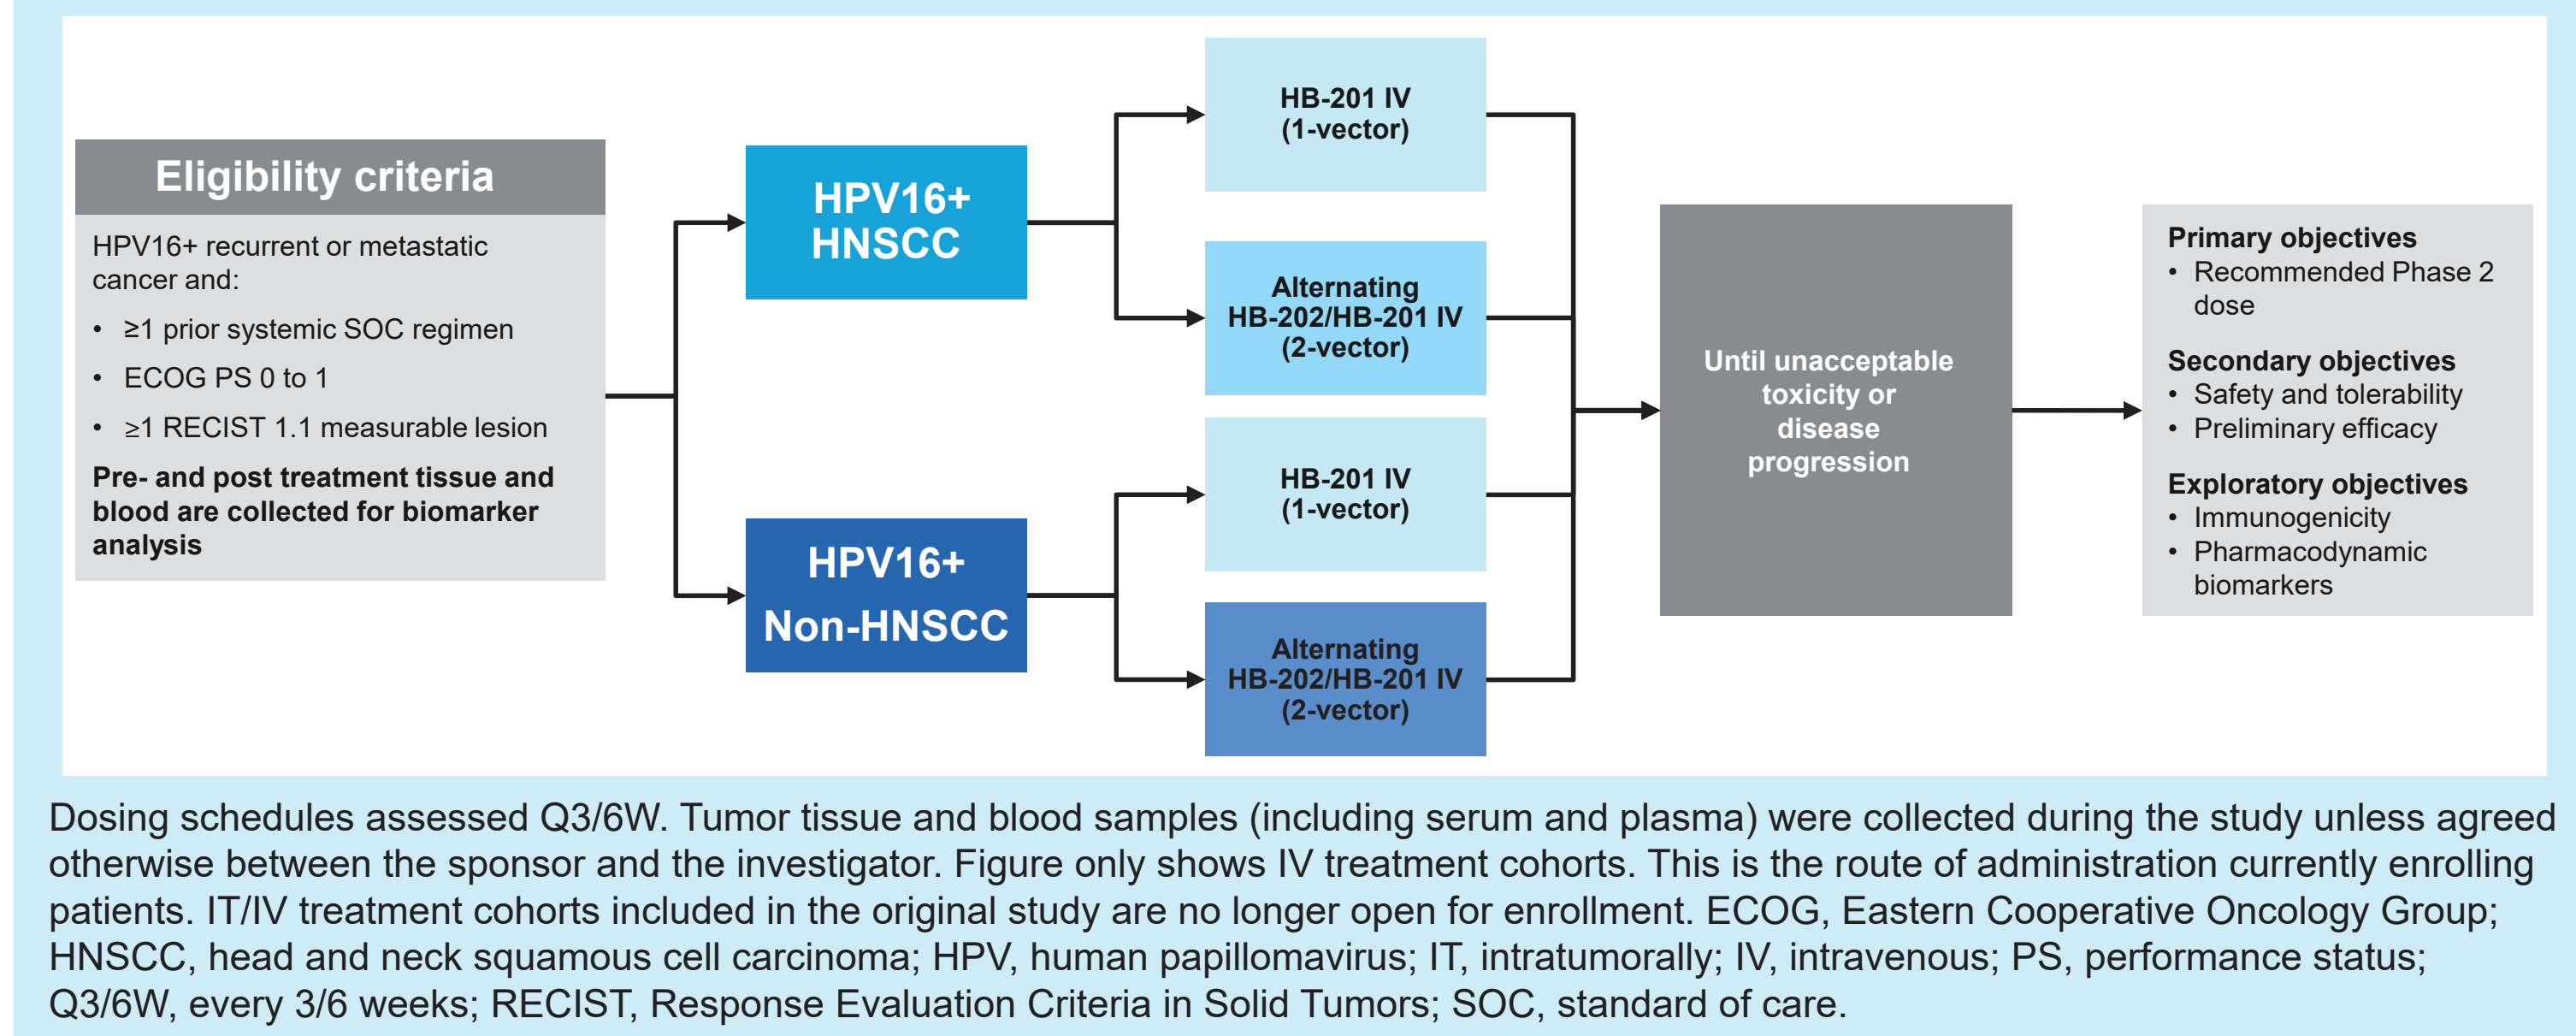 Eligibility criteria
HPV16+ recurrent or metastatic
cancer and:
• ≥1 prior systemic SOC regimen
• ECOG PS 0 to 1
• ≥1 RECIST 1.1 measurable lesion
Pre- and post treatment tissue and
blood are collected for biomarker
analysis
HPV16+
HNSCC
HPV16+
Non-HNSCC
HB-201 IV
(1-vector)
Alternating
HB-202/HB-201 IV
(2-vector)
HB-201 IV
(1-vector)
Alternating
HB-202/HB-201 IV
(2-vector)
Until unacceptable
toxicity or
disease
progression
Primary objectives
• Recommended Phase 2
dose
Secondary objectives
• Safety and tolerability
• Preliminary efficacy
Exploratory objectives
• Immunogenicity
• Pharmacodynamic
biomarkers
Dosing schedules assessed Q3/6W. Tumor tissue and blood samples (including serum and plasma) were collected during the study unless agreed
otherwise between the sponsor and the investigator. Figure only shows IV treatment cohorts. This is the route of administration currently enrolling
patients. IT/IV treatment cohorts included in the original study are no longer open for enrollment. ECOG, Eastern Cooperative Oncology Group;
HNSCC, head and neck squamous cell carcinoma; HPV, human papillomavirus; IT, intratumorally; IV, intravenous; PS, performance status;
Q3/6W, every 3/6 weeks; RECIST, Response Evaluation Criteria in Solid Tumors; SOC, standard of care.